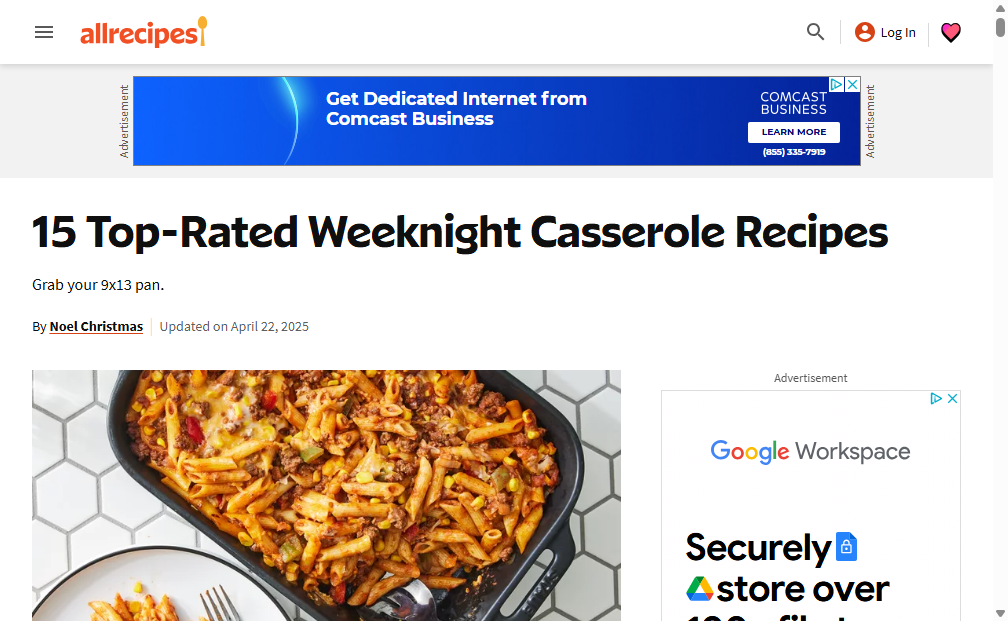 allrecipes
Log In
Advertisement
Get Dedicated Internet from
Comcast Business
COMCAST
BUSINESS
LEARN MORE
(855) 335-7919
Advertisement
15 Top-Rated Weeknight Casserole Recipes
Grab your 9x13 pan.
By Noel Christmas
Updated on April 22, 2025
Advertisement
Google Workspace
Securely
store over